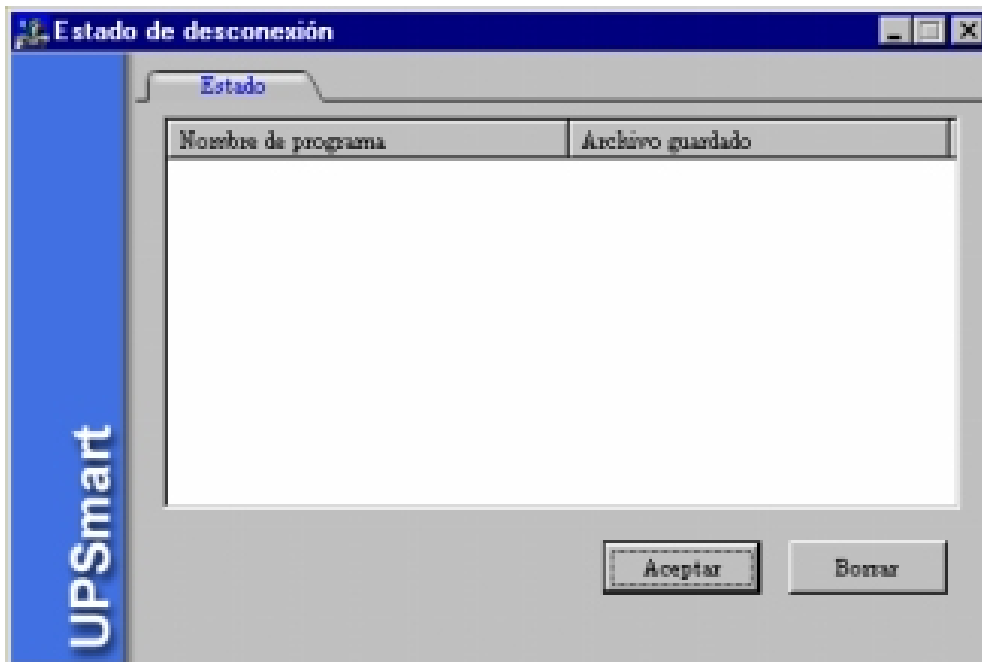 Estado de desconexión
Estado
Nombre de programa
Archivo guardado
UPSmart
Aceptar
Borrar